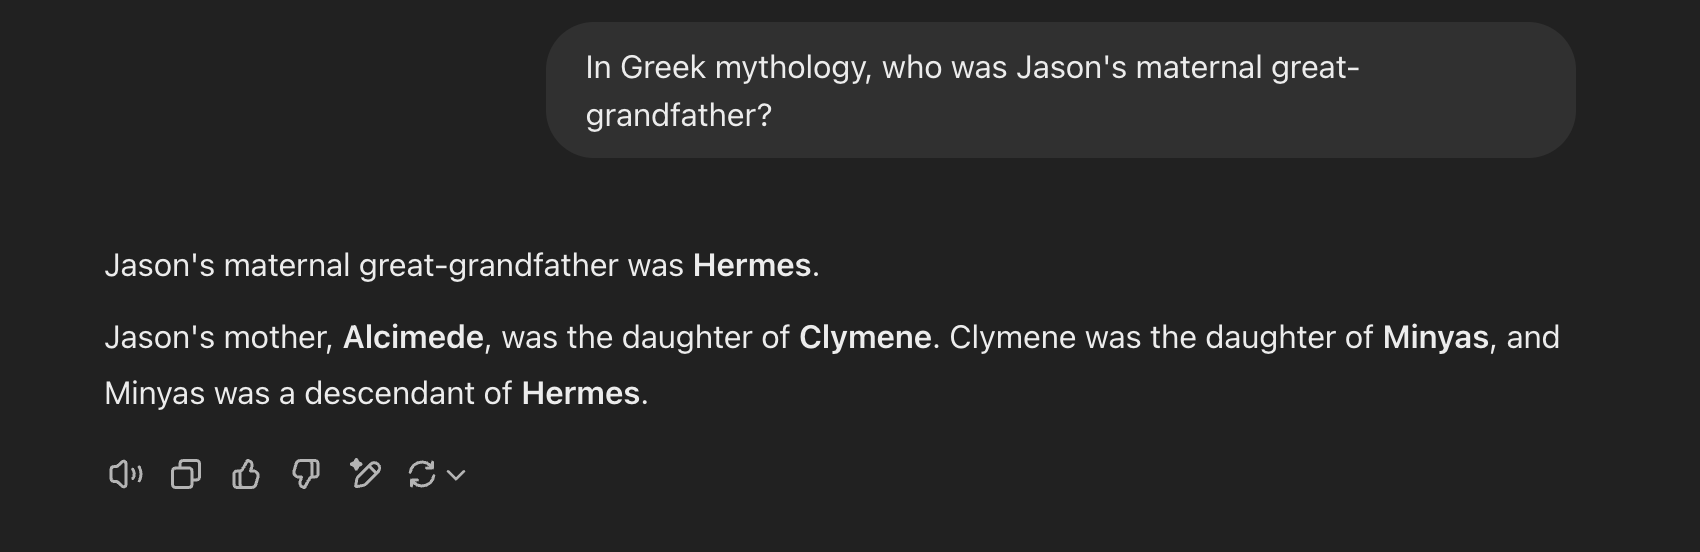 In Greek mythology, who was Jason's maternal great-
grandfather?
Jason's maternal great-grandfather was Hermes.
Jason's mother, Alcimede, was the daughter of Clymene. Clymene was the daughter of Minyas, and
Minyas was a descendant of Hermes.